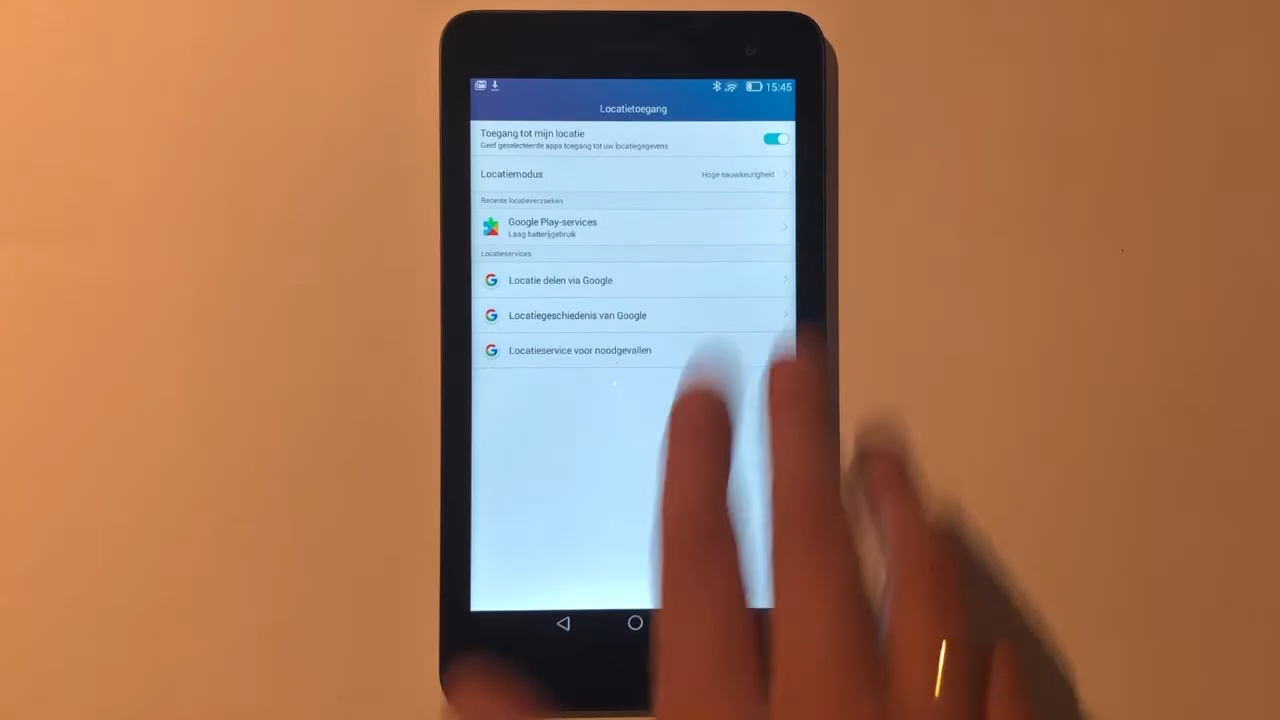 15:45
Locatietoegang
Toegang tot mijn locatie
Geef geselecteerde apps toegang tot uw locatiegegevens
Locatiemodus
Hoge nauwkeurigheid
Recente locatieverzoeken
Google Play-services
Laag batterijgebruik
Locatieservices
Locatie delen via Google
Locatiegeschiedenis van Google
Locatieservice voor noodgevallen